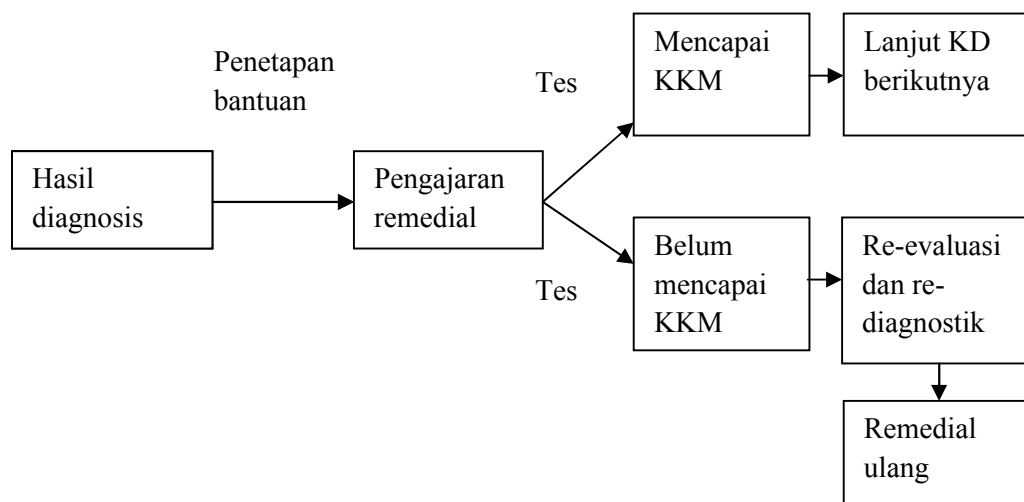 Penetapan
bantuan
Hasil
diagnosis
Pengajaran
remedial
Tes
Mencapai
KKM
Lanjut KD
berikutnya
Tes
Belum
mencapai
KKM
Re-evaluasi
dan re-
diagnostik
Remedial
ulang